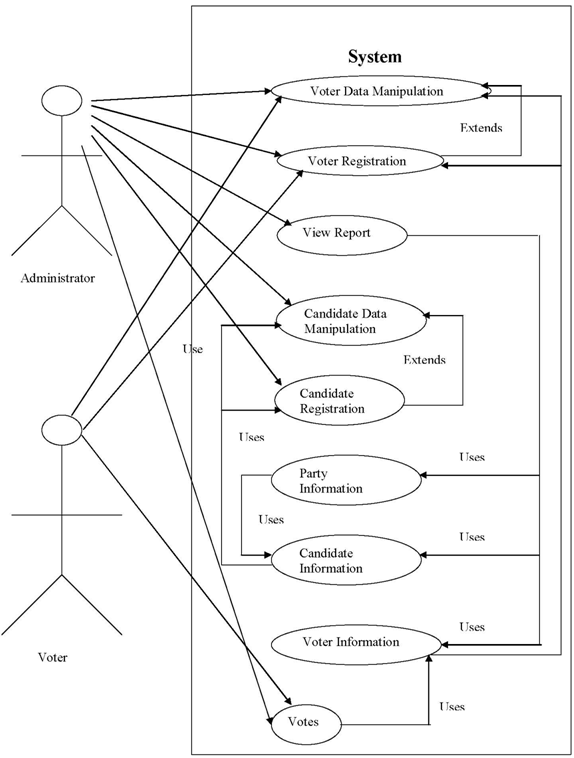 System
Voter Data Manipulation
Extends
Voter Registration
View Report
Administrator
Candidate Data
Manipulation
Use
Extends
Candidate
Registration
Uses
Party
Information
Uses
Uses
Candidate
Information
Uses
Voter Information
Uses
Voter
Votes
Uses